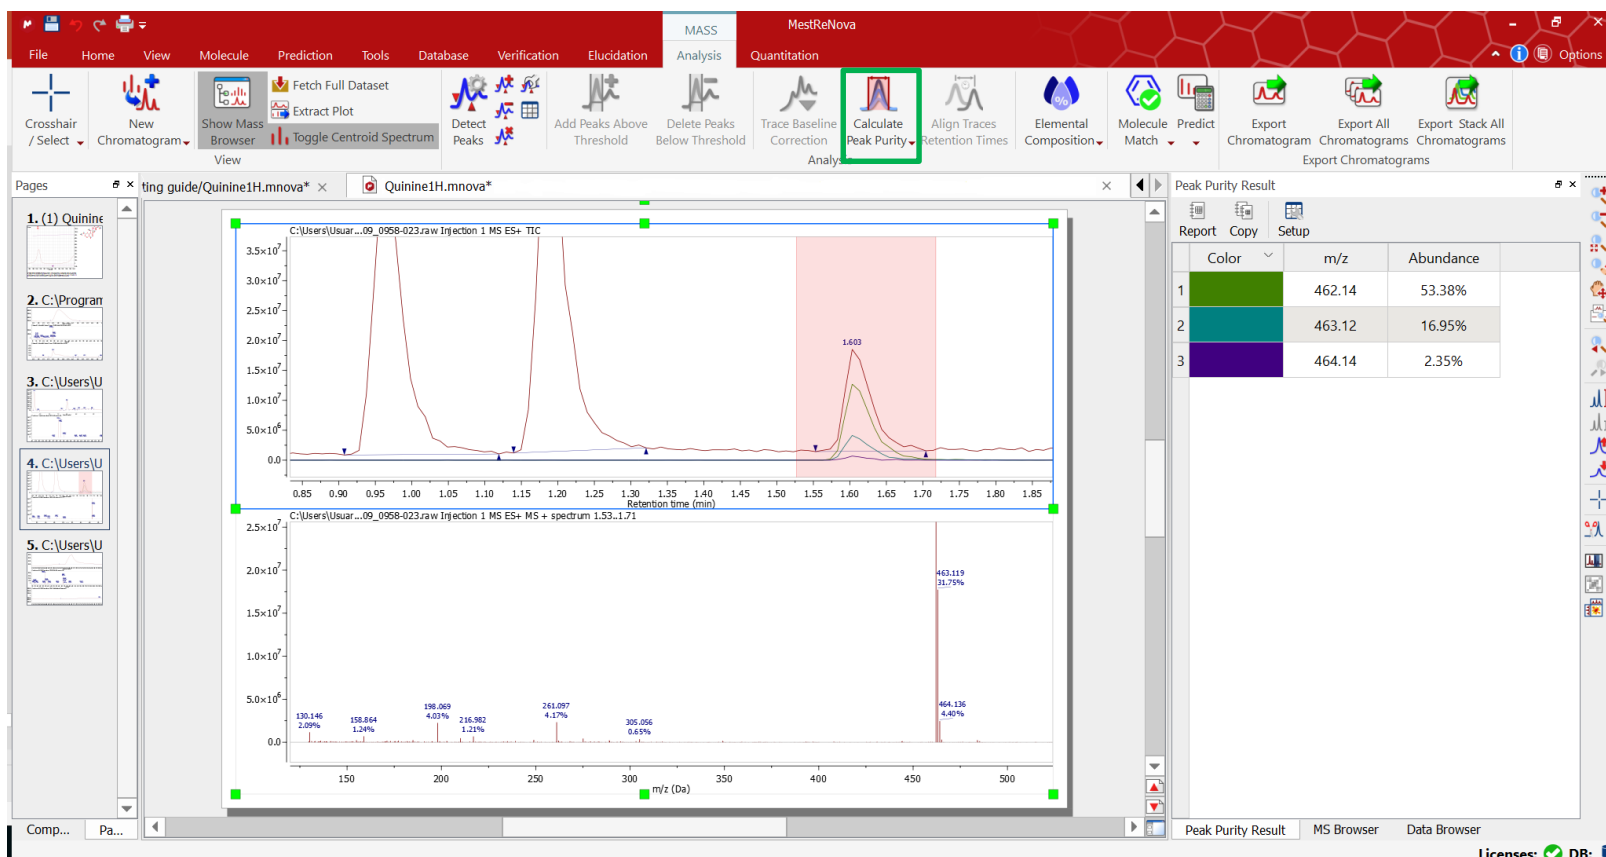 MASS
MestReNova
File Home View Molecule Prediction Tools Database Verification Elucidation Analysis Quantitation Options
Crosshair / Select
New Chromatogram
Show Mass Browser
Fetch Full Dataset
Extract Plot
Toggle Centroid Spectrum
View
Detect Peaks
Add Peaks Above Threshold
Delete Peaks Below Threshold
Trace Baseline Correction
Calculate Peak Purity
Align Traces Retention Times
Elemental Composition
Molecule Match
Predict
Analysis
Export Chromatogram
Export All Chromatograms
Export Stack All Chromatograms
Export Chromatograms
Pages
1. (1) Quinine
2. C:\Program
3. C:\Users\U
4. C:\Users\U
5. C:\Users\U
Comp... Pa...
ting guide/Quinine1H.mnova*
Quinine1H.mnova*
C:\Users\Usuar...09_0958-023.raw Injection 1 MS ES+ TIC
3.5×10⁷
3.0×10⁷
2.5×10⁷
2.0×10⁷
1.5×10⁷
1.0×10⁷
5.0×10⁶
0.0
1.603
0.85 0.90 0.95 1.00 1.05 1.10 1.15 1.20 1.25 1.30 1.35 1.40 1.45 1.50 1.55 1.60 1.65 1.70 1.75 1.80 1.85
Retention time (min)
C:\Users\Usuar...09_0958-023.raw Injection 1 MS ES+ MS + spectrum 1.53..1.71
2.5×10⁷
2.0×10⁷
1.5×10⁷
1.0×10⁷
5.0×10⁶
0.0
130.146
2.09%
158.864
1.24%
198.069
4.03%
216.982
1.21%
261.097
4.17%
305.056
0.65%
463.119
31.75%
464.136
4.40%
150 200 250 300 350 400 450 500
m/z (Da)
Peak Purity Result
Report Copy Setup
Color m/z Abundance
1 462.14 53.38%
2 463.12 16.95%
3 464.14 2.35%
Peak Purity Result MS Browser Data Browser
Licenses: DB: